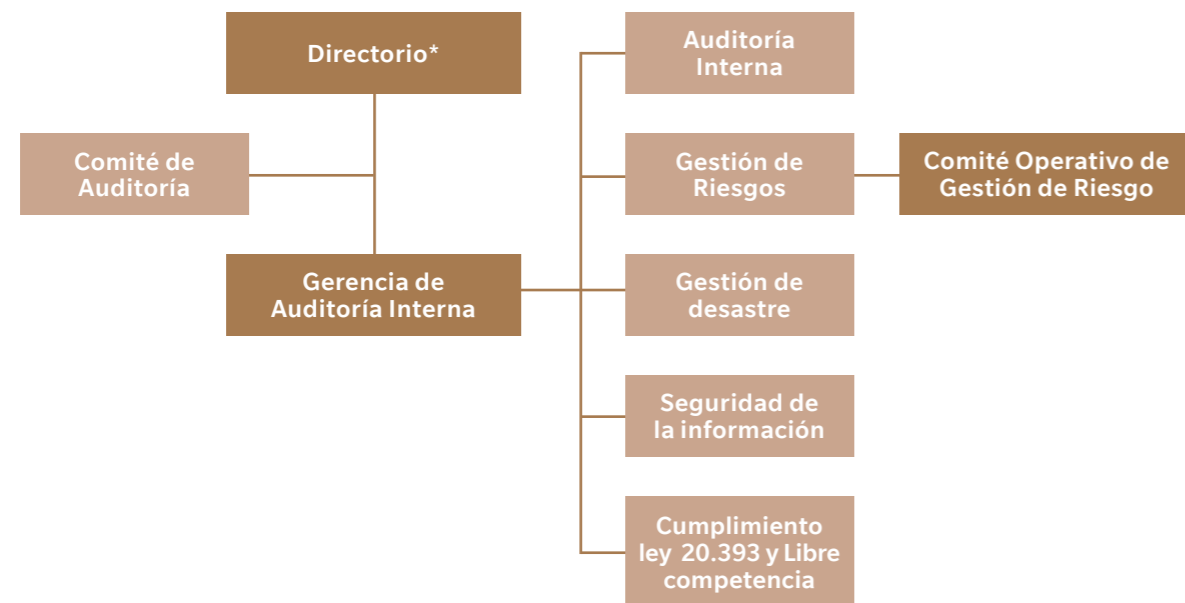 Directorio*
Comité de
Auditoría
Gerencia de
Auditoría Interna
Auditoría
Interna
Gestión de
Riesgos
Comité Operativo de
Gestión de Riesgo
Gestión de
desastre
Seguridad de
la información
Cumplimiento
ley 20.393 y Libre
competencia